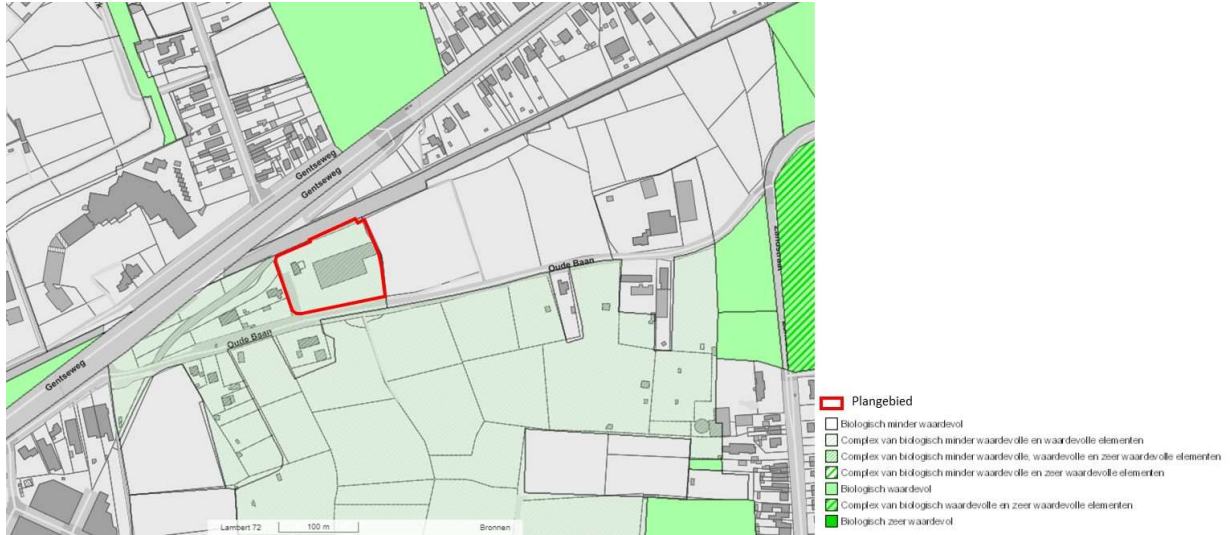 Gentseweg
Gentseweg
Oude Baan
Zandstraat
Oude Baan
Gentseweg
Lambert 72 100 m Bronnen
Plangebied
Biologisch minder waardevol
Complex van biologisch minder waardevolle en waardevolle elementen
Complex van biologisch minder waardevolle, waardevolle en zeer waardevolle elementen
Complex van biologisch minder waardevolle en zeer waardevolle elementen
Biologisch waardevol
Complex van biologisch waardevolle en zeer waardevolle elementen
Biologisch zeer waardevol